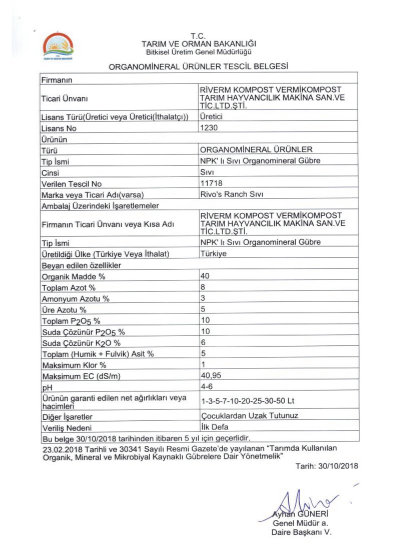 T.C.
TARIM VE ORMAN BAKANLIĞI
Bitkisel Üretim Genel Müdürlüğü
ORGANOMİNERAL ÜRÜNLER TESCİL BELGESİ
Firmanın
Ticari Ünvanı RİVERM KOMPOST VERMİKOMPOST
TARIM HAYVANCILIK MAKİNA SAN.VE
TİC.LTD.ŞTİ.
Lisans Türü(Üretici veya Üretici(İthalatçı)) Üretici
Lisans No 1230
Ürünün
Türü ORGANOMİNERAL ÜRÜNLER
Tip İsmi NPK' lı Sıvı Organomineral Gübre
Cinsi Sıvı
Verilen Tescil No 11718
Marka veya Ticari Adı(varsa) Rivo's Ranch Sıvı
Ambalaj Üzerindeki İşaretlemeler
Firmanın Ticari Ünvanı veya Kısa Adı RİVERM KOMPOST VERMİKOMPOST
TARIM HAYVANCILIK MAKİNA SAN.VE
TİC.LTD.ŞTİ.
Tip İsmi NPK' lı Sıvı Organomineral Gübre
Üretildiği Ülke (Türkiye Veya İthalat) Türkiye
Beyan edilen özellikler
Organik Madde % 40
Toplam Azot % 8
Amonyum Azotu % 3
Üre Azotu % 5
Toplam P2O5 % 10
Suda Çözünür P2O5 % 10
Suda Çözünür K2O % 6
Toplam (Humik + Fulvik) Asit % 5
Maksimum Klor % 1
Maksimum EC (dS/m) 40,95
pH 4-6
Ürünün garanti edilen net ağırlıkları veya
hacimleri 1-3-5-7-10-20-25-30-50 Lt
Diğer İşaretler Çocuklardan Uzak Tutunuz
Veriliş Nedeni İlk Defa
Bu belge 30/10/2018 tarihinden itibaren 5 yıl için geçerlidir.
23.02.2018 Tarihli ve 30341 Sayılı Resmi Gazete'de yayılanan "Tarımda Kullanılan
Organik, Mineral ve Mikrobiyal Kaynaklı Gübrelere Dair Yönetmelik"
Tarih: 30/10/2018
Ayhan GÜNERİ
Genel Müdür a.
Daire Başkanı V.